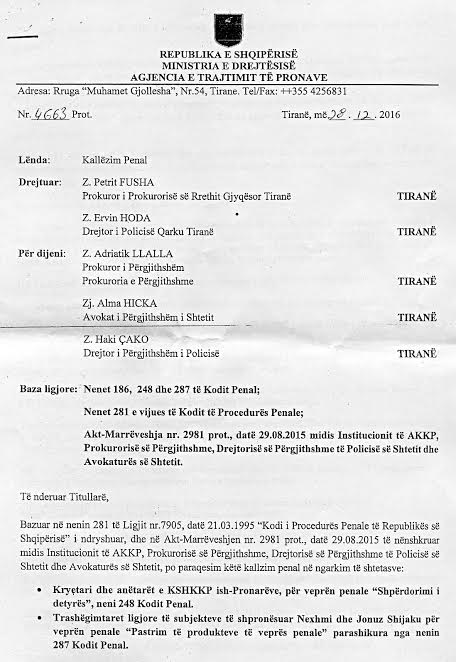 REPUBLIKA E SHQIPËRISË
MINISTRIA E DREJTËSISË
AGJENCIA E TRAJTIMIT TË PRONAVE
Adresa: Rruga “Muhamet Gjollesha”, Nr.54, Tirane. Tel/Fax: ++355 4256831
Nr. 4663 Prot. Tiranë, më 28 . 12 . 2016
Lënda: Kallëzim Penal
Drejtuar: Z. Petrit FUSHA
Prokuror i Prokurorisë së Rrethit Gjyqësor Tiranë TIRANË
Z. Ervin HODA
Drejtor i Policisë Qarku Tiranë TIRANË
Për dijeni: Z. Adriatik LLALLA
Prokuror i Përgjithshëm
Prokuroria e Përgjithshme TIRANË
Zj. Alma HICKA
Avokat i Përgjithshëm i Shtetit TIRANË
Z. Haki ÇAKO
Drejtor i Përgjithshëm i Policisë TIRANË
Baza ligjore: Nenet 186, 248 dhe 287 të Kodit Penal;
Nenet 281 e vijues të Kodit të Procedurës Penale;
Akt-Marrëveshja nr. 2981 prot., datë 29.08.2015 midis Institucionit të AKKP,
Prokurorisë së Përgjithshme, Drejtorisë së Përgjithshme të Policisë së Shtetit dhe
Avokaturës së Shtetit.
Të nderuar Titullarë,
Bazuar në nenin 281 të Ligjit nr.7905, datë 21.03.1995 “Kodi i Procedurës Penale të Republikës së
Shqipërisë” i ndryshuar, dhe në Akt-Marrëveshjen nr. 2981 prot., datë 29.08.2015 të nënshkruar
midis Institucionit të AKKP, Prokurorisë së Përgjithshme, Drejtorisë së Përgjithshme të Policisë së
Shtetit dhe Avokaturës së Shtetit, po paraqesim këtë kallzim penal në ngarkim të shtetasve:
• Kryetari dhe anëtarët e KSHKKP ish-Pronarëve, për veprën penale “Shpërdorimi i
detyrës”, neni 248 Kodit Penal.
• Trashëgimtaret ligjore të subjekteve të shpronësuar Nexhmi dhe Jonuz Shijaku për
veprën penale “Pastrim të produkteve të veprës penale” parashikura nga nenin
287 Kodit Penal.